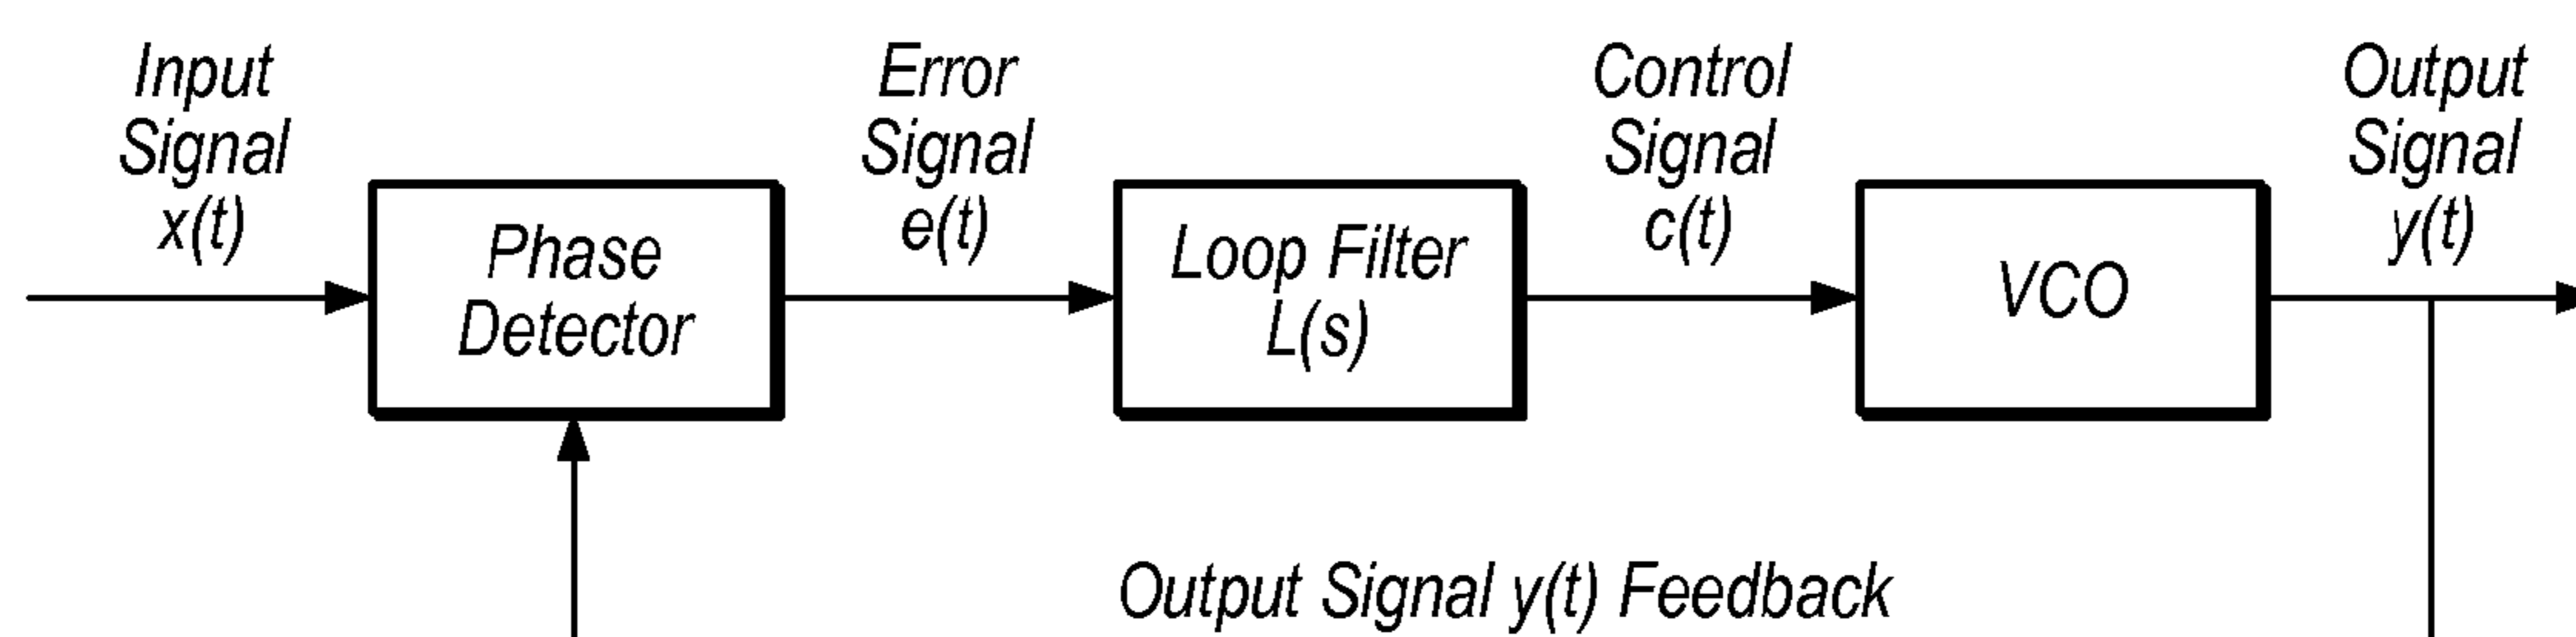 Input
Signal
x(t)
Phase
Detector
Error
Signal
e(t)
Loop Filter
L(s)
Control
Signal
c(t)
VCO
Output
Signal
y(t)
Output Signal y(t) Feedback